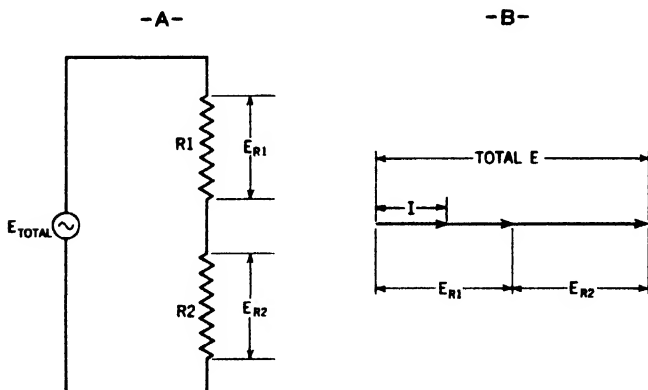 -A-
-B-
R1
E_R1
TOTAL E
I
E_TOTAL
R2
E_R2
E_R1
E_R2